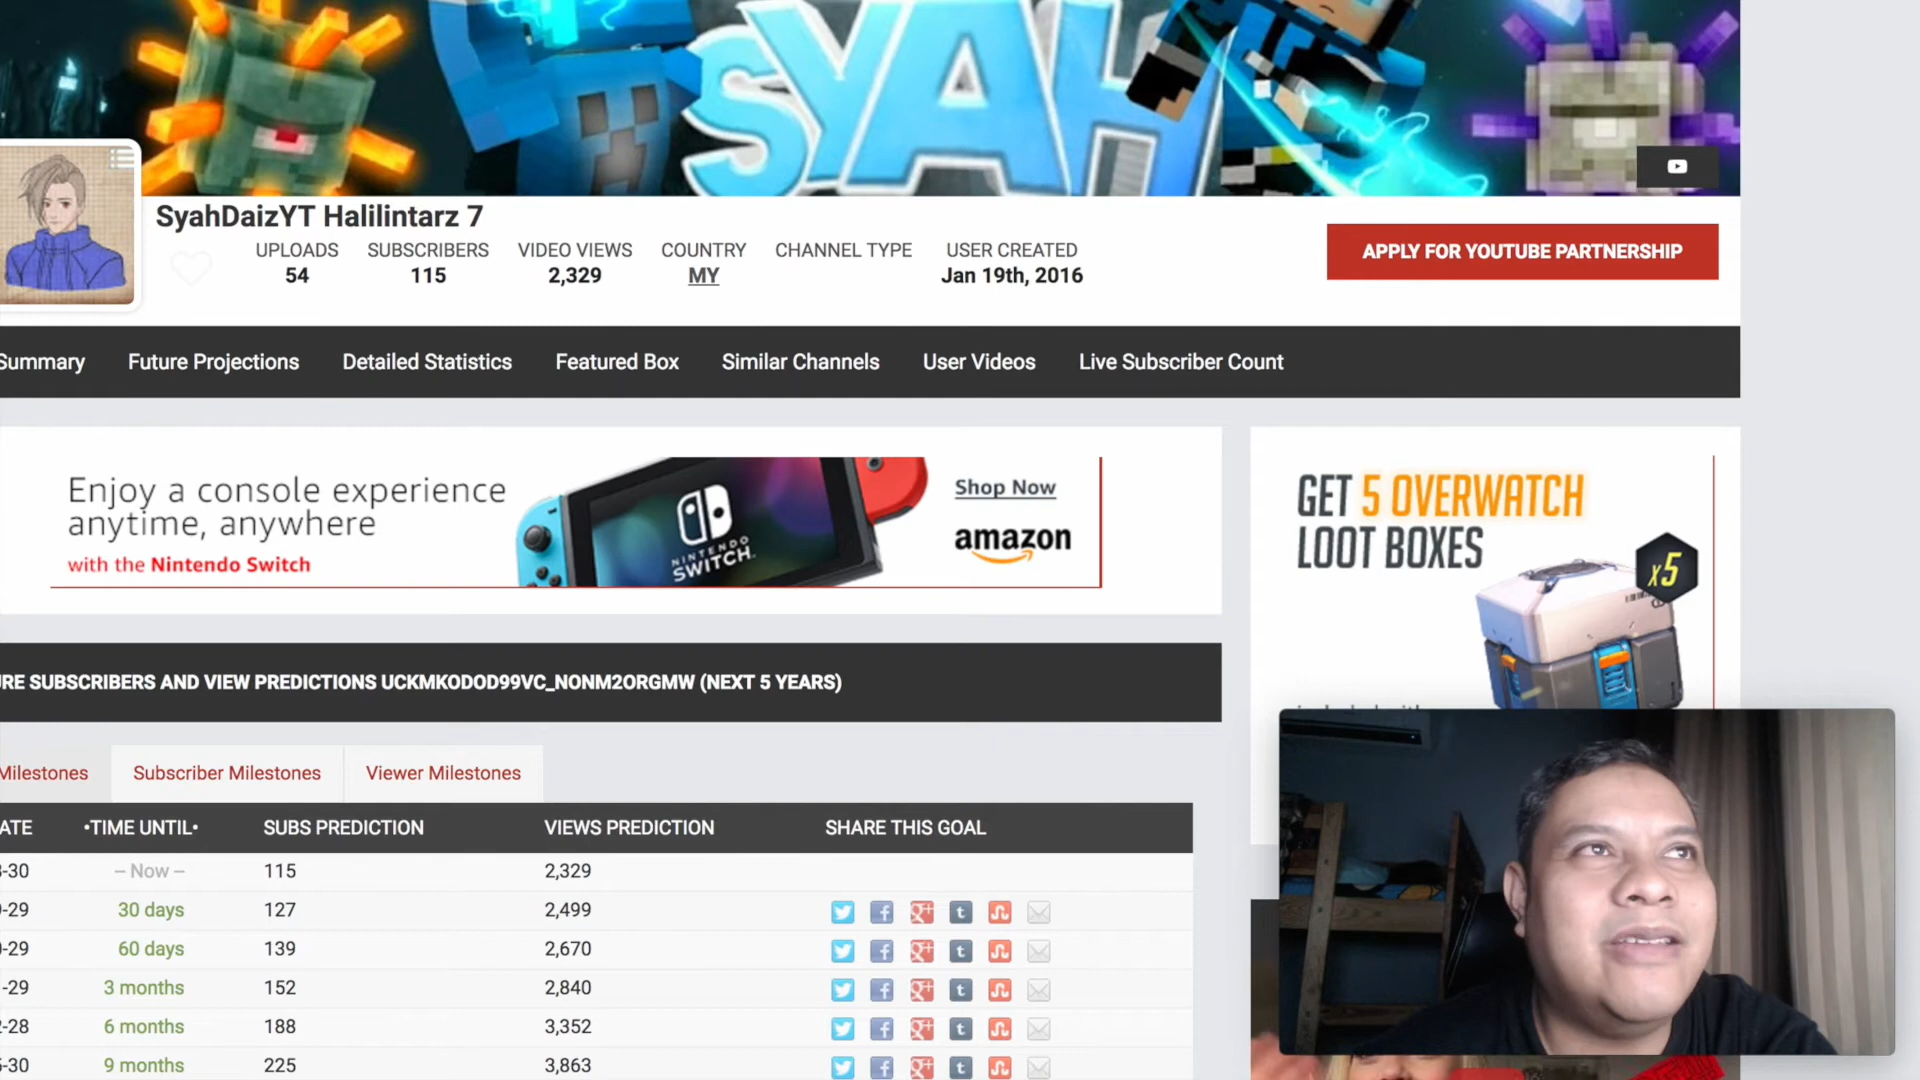 SYAH
SyahDaizYT Halilintarz 7
UPLOADS SUBSCRIBERS VIDEO VIEWS COUNTRY CHANNEL TYPE USER CREATED
54 115 2,329 MY Jan 19th, 2016
APPLY FOR YOUTUBE PARTNERSHIP
Summary Future Projections Detailed Statistics Featured Box Similar Channels User Videos Live Subscriber Count
Enjoy a console experience
anytime, anywhere
with the Nintendo Switch
NINTENDO
SWITCH.
Shop Now
amazon
GET 5 OVERWATCH
LOOT BOXES
x5
RE SUBSCRIBERS AND VIEW PREDICTIONS UCKMKODOD99VC_NONM2ORGMW (NEXT 5 YEARS)
Milestones Subscriber Milestones Viewer Milestones
ATE •TIME UNTIL• SUBS PREDICTION VIEWS PREDICTION SHARE THIS GOAL
-30 – Now – 115 2,329
-29 30 days 127 2,499
-29 60 days 139 2,670
-29 3 months 152 2,840
-28 6 months 188 3,352
-30 9 months 225 3,863